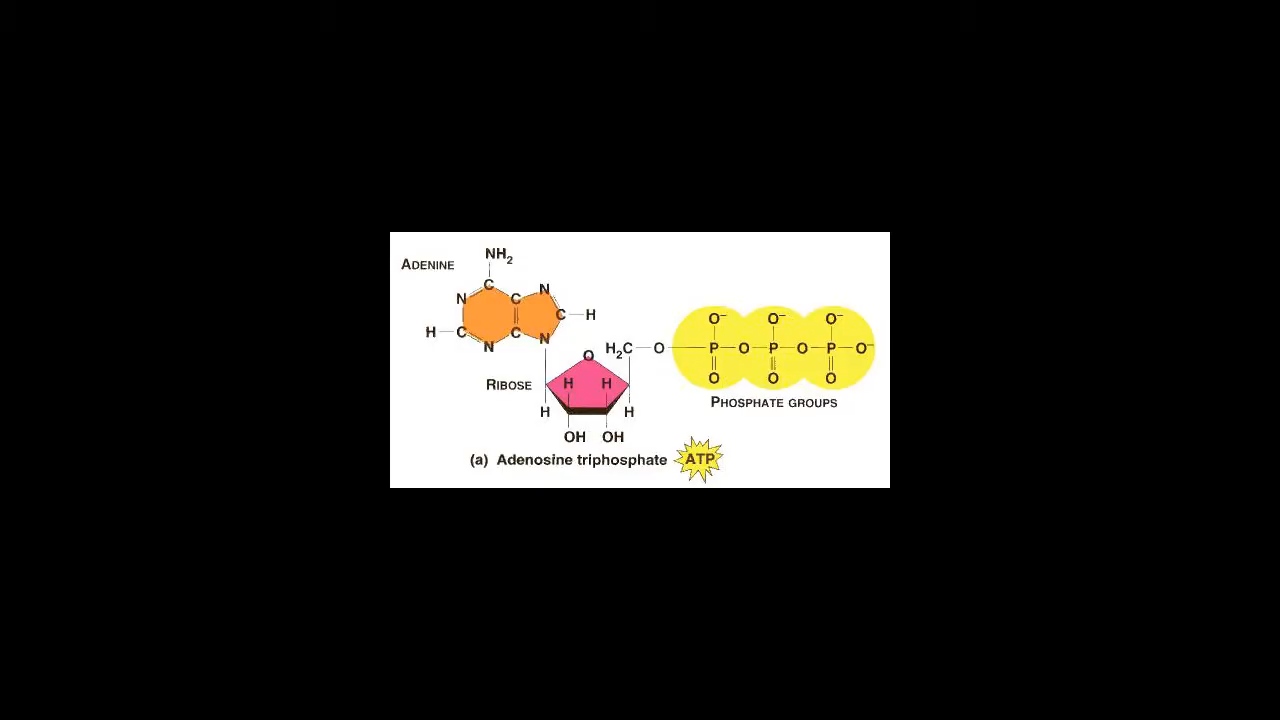 NH2
ADENINE
C
N
N
C
O⁻ O⁻ O⁻
C—H
H—C
C
N
N
H2C—O—P—O—P—O—P—O⁻
O
O O O
RIBOSE
H H
PHOSPHATE GROUPS
H
H
OH OH
(a) Adenosine triphosphate ATP